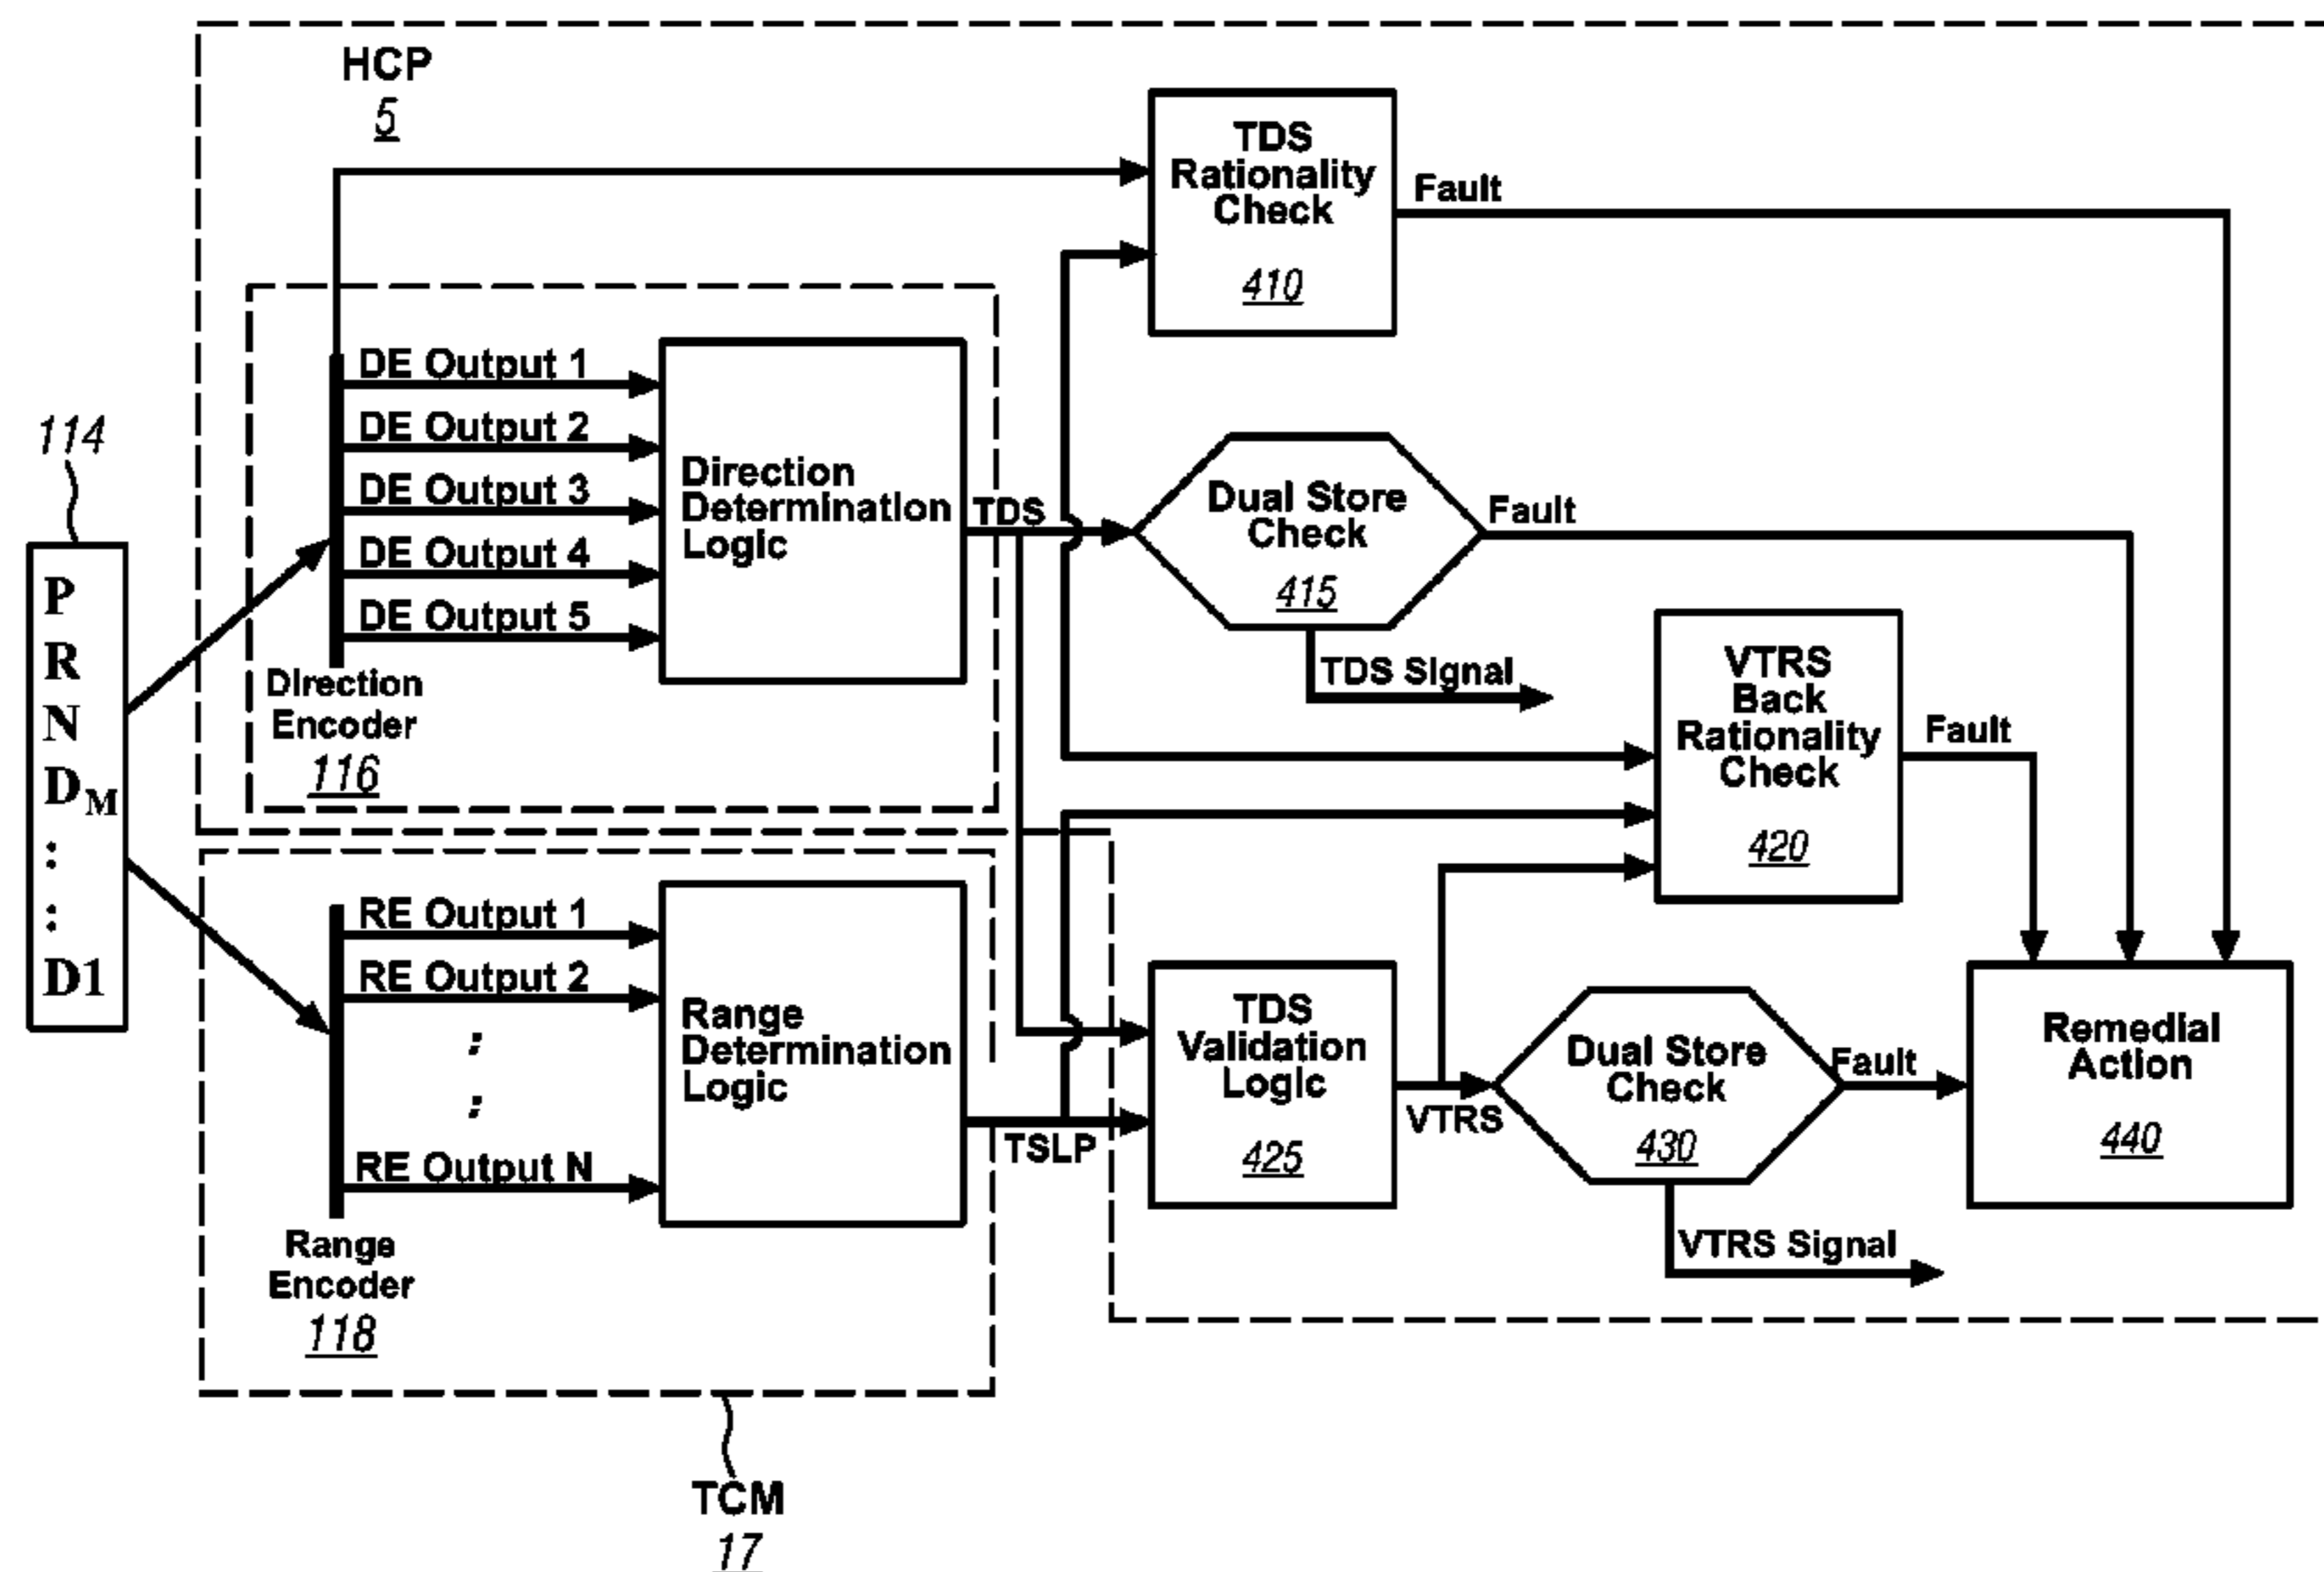 HCP
5
TDS
Rationality
Check
410
Fault
114
P
R
N
DM
:
:
D1
DE Output 1
DE Output 2
DE Output 3
DE Output 4
DE Output 5
Direction
Encoder
116
Direction
Determination
Logic
TDS
Dual Store
Check
415
Fault
TDS Signal
VTRS
Back
Rationality
Check
420
Fault
RE Output 1
RE Output 2
:
:
RE Output N
Range
Encoder
118
Range
Determination
Logic
TSLP
TDS
Validation
Logic
425
VTRS
Dual Store
Check
430
Fault
VTRS Signal
Remedial
Action
440
TCM
17